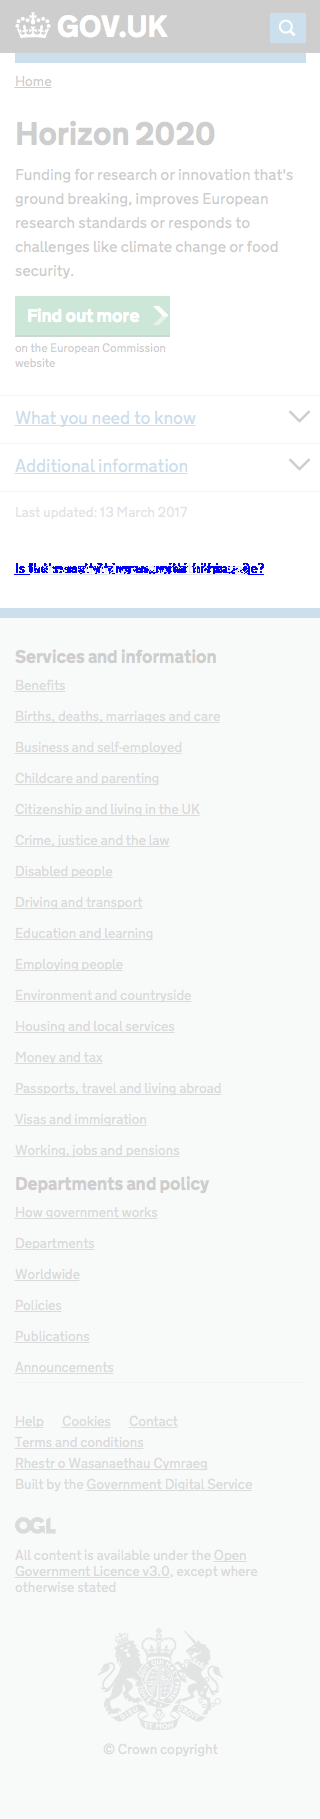 GOV.UK
Home
Horizon 2020
Funding for research or innovation that's
ground breaking, improves European
research standards or responds to
challenges like climate change or food
security.
Find out more
on the European Commission
website
What you need to know
Additional information
Last updated: 13 March 2017
Services and information
Benefits
Births, deaths, marriages and care
Business and self-employed
Childcare and parenting
Citizenship and living in the UK
Crime, justice and the law
Disabled people
Driving and transport
Education and learning
Employing people
Environment and countryside
Housing and local services
Money and tax
Passports, travel and living abroad
Visas and immigration
Working, jobs and pensions
Departments and policy
How government works
Departments
Worldwide
Policies
Publications
Announcements
Help Cookies Contact
Terms and conditions
Rhestr o Wasanaethau Cymraeg
Built by the Government Digital Service
OGL
All content is available under the Open
Government Licence v3.0, except where
otherwise stated
© Crown copyright